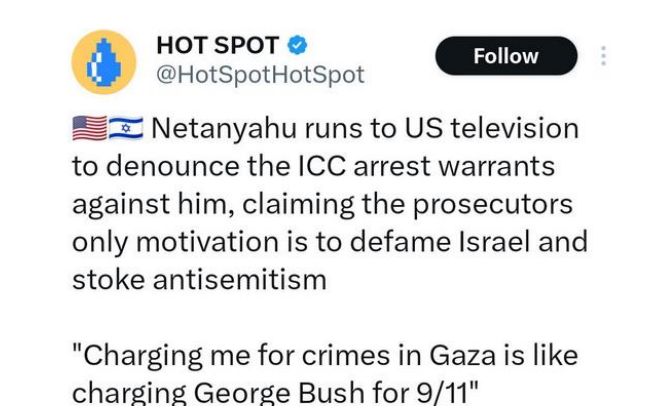 HOT SPOT
@HotSpotHotSpot
Follow
🇺🇸🇮🇱 Netanyahu runs to US television
to denounce the ICC arrest warrants
against him, claiming the prosecutors
only motivation is to defame Israel and
stoke antisemitism
"Charging me for crimes in Gaza is like
charging George Bush for 9/11"